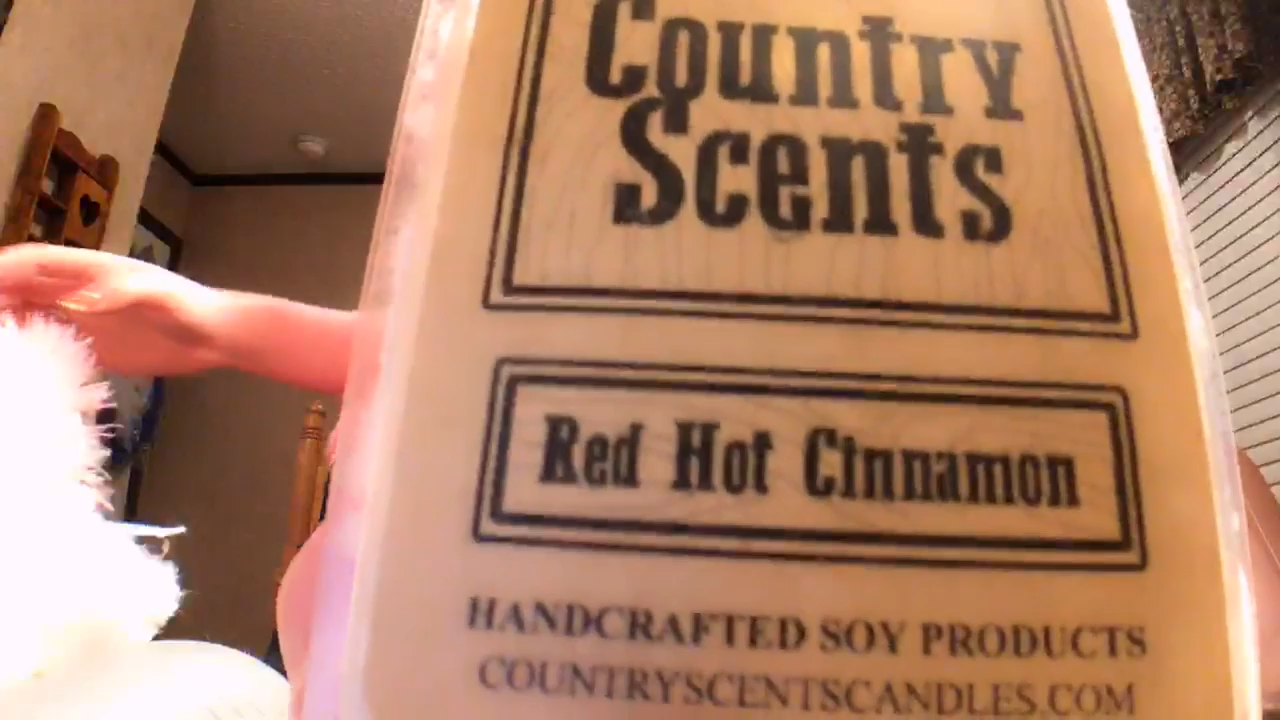 Country
Scents
Red Hot Cinnamon
HANDCRAFTED SOY PRODUCTS
COUNTRYSCENTSCANDLES.COM